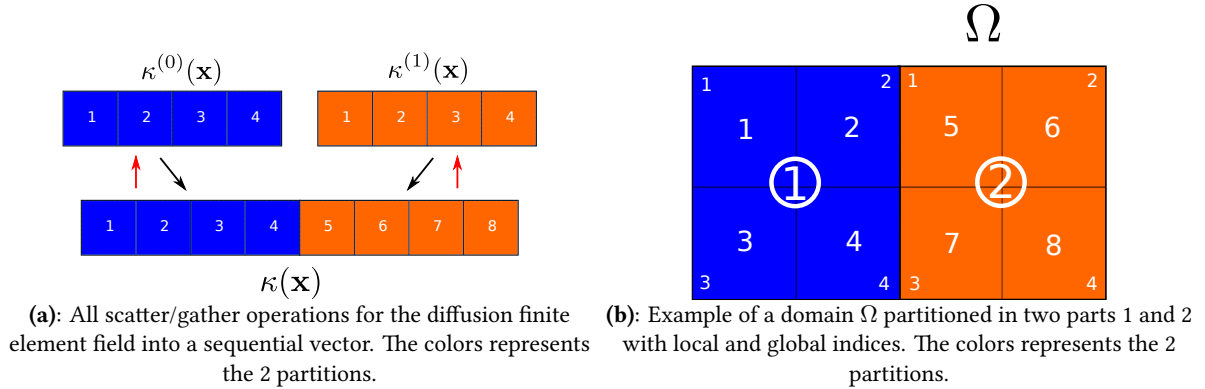 κ^(0)(x) κ^(1)(x)
1 2 3 4 1 2 3 4
1 2 3 4 5 6 7 8
κ(x)
(a): All scatter/gather operations for the diffusion finite
element field into a sequential vector. The colors represents
the 2 partitions.
Ω
1 2 1 2
1 2 5 6
1 2
3 4 7 8
3 4 3 4
(b): Example of a domain Ω partitioned in two parts 1 and 2
with local and global indices. The colors represents the 2
partitions.